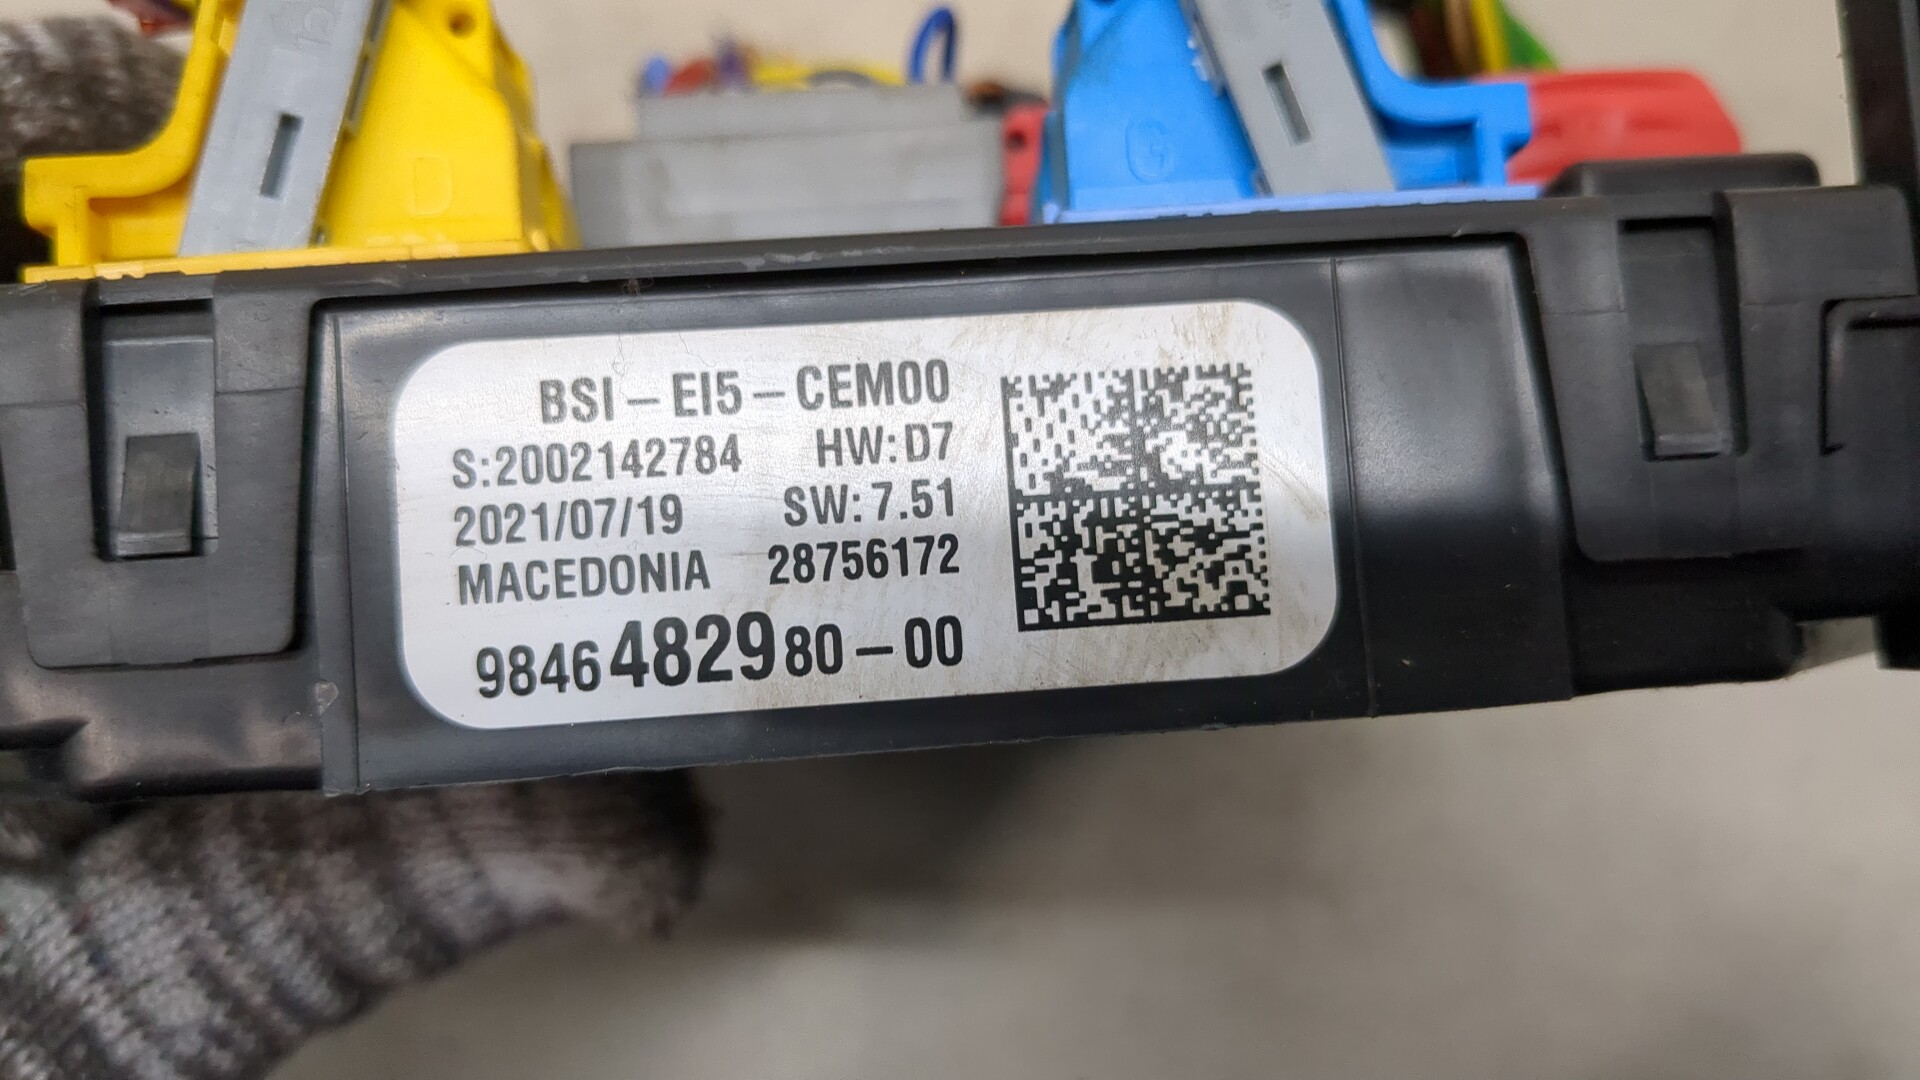 BSI-EI5-CEM00
S:2002142784 HW:D7
2021/07/19 SW:7.51
MACEDONIA 28756172
9846482980-00
G